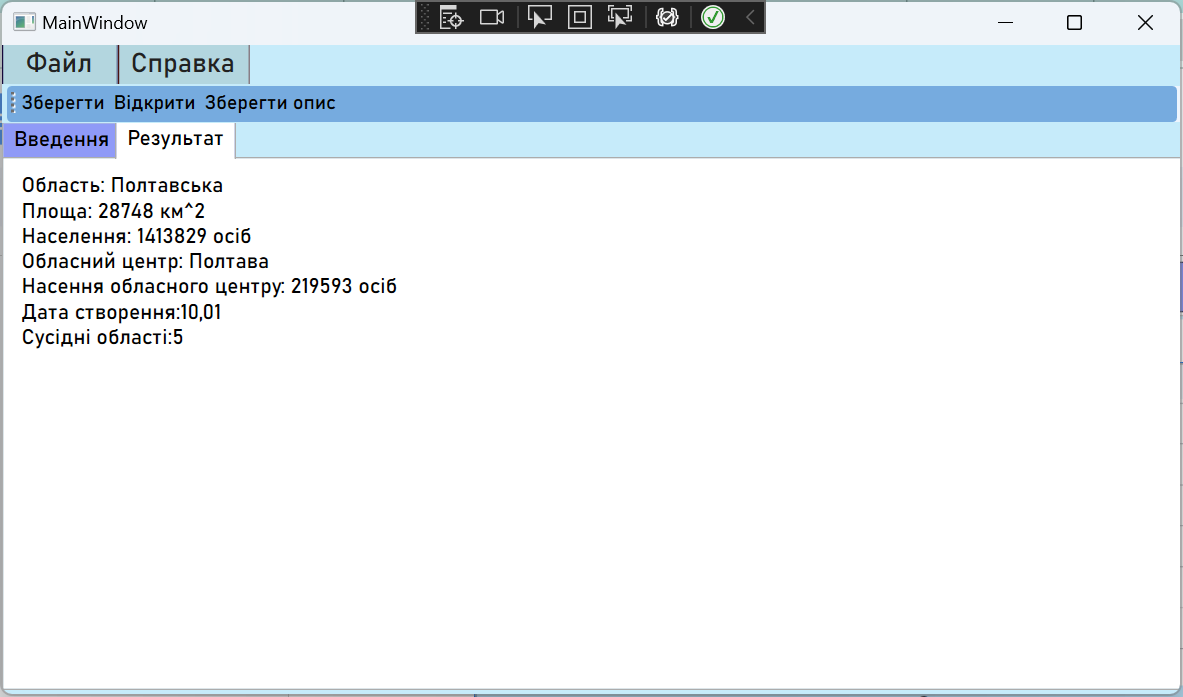 MainWindow
Файл Справка
Зберегти Відкрити Зберегти опис
Введення Результат
Область: Полтавська
Площа: 28748 км^2
Населення: 1413829 осіб
Обласний центр: Полтава
Насення обласного центру: 219593 осіб
Дата створення:10,01
Сусідні області:5